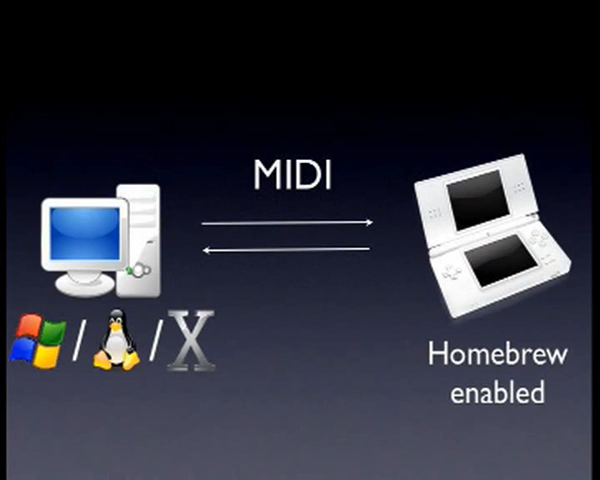 MIDI
/ / X
Homebrew
enabled